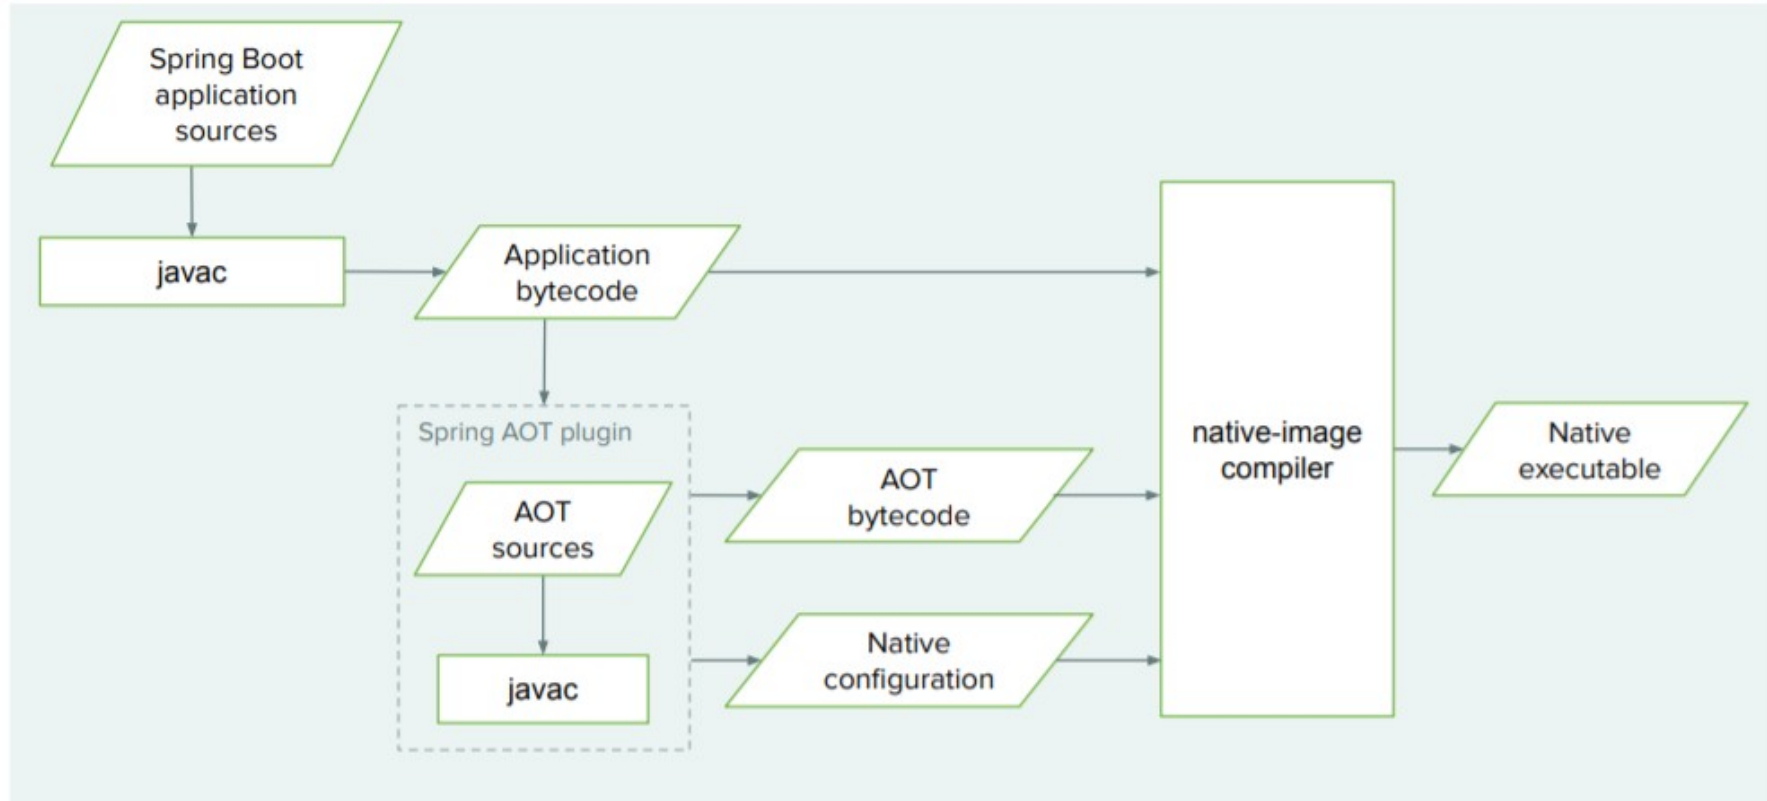 Spring Boot
application
sources
javac
Application
bytecode
Spring AOT plugin
AOT
sources
javac
AOT
bytecode
Native
configuration
native-image
compiler
Native
executable